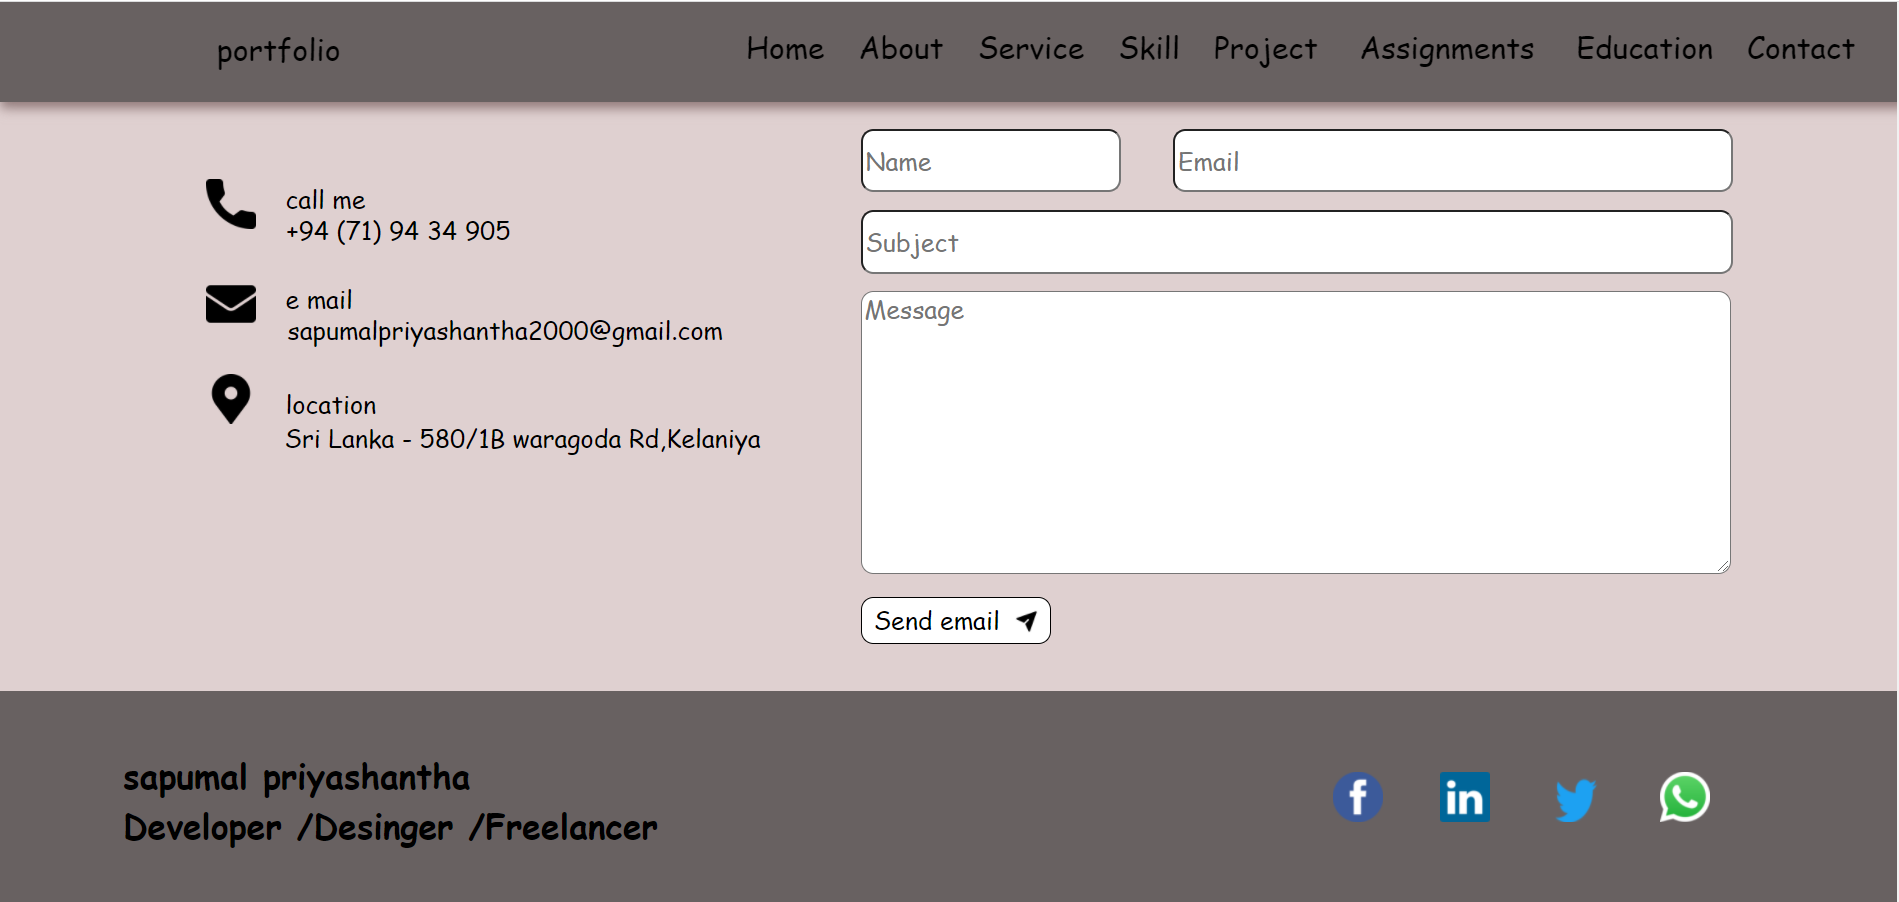 portfolio
Home About Service Skill Project Assignments Education Contact
call me
+94 (71) 94 34 905
e mail
sapumalpriyashantha2000@gmail.com
location
Sri Lanka - 580/1B waragoda Rd,Kelaniya
Name
Email
Subject
Message
Send email
sapumal priyashantha
Developer /Desinger /Freelancer
f
in